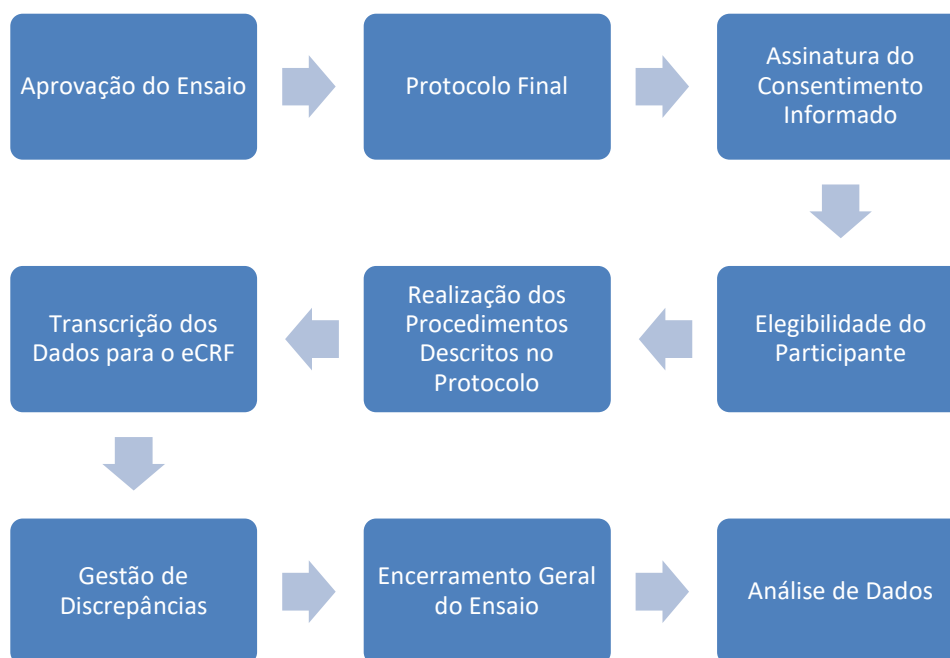 Aprovação do Ensaio
Protocolo Final
Assinatura do
Consentimento
Informado
Elegibilidade do
Participante
Realização dos
Procedimentos
Descritos no
Protocolo
Transcrição dos
Dados para o eCRF
Gestão de
Discrepâncias
Encerramento Geral
do Ensaio
Análise de Dados